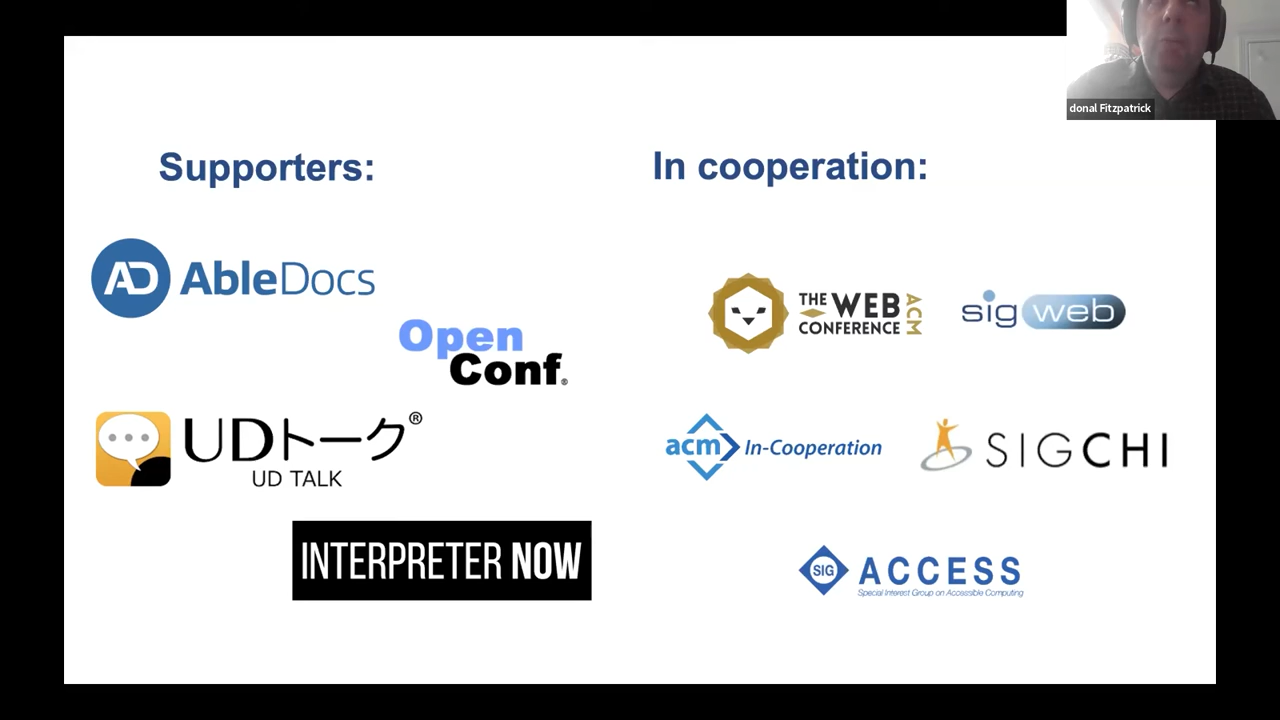 donal Fitzpatrick
Supporters:
AD AbleDocs
Open
Conf®
UDトーク®
UD TALK
INTERPRETER NOW
In cooperation:
THE WEB
CONFERENCE
ACM
sig web
acm In-Cooperation
SIGCHI
SIG ACCESS
Special Interest Group on Accessible Computing